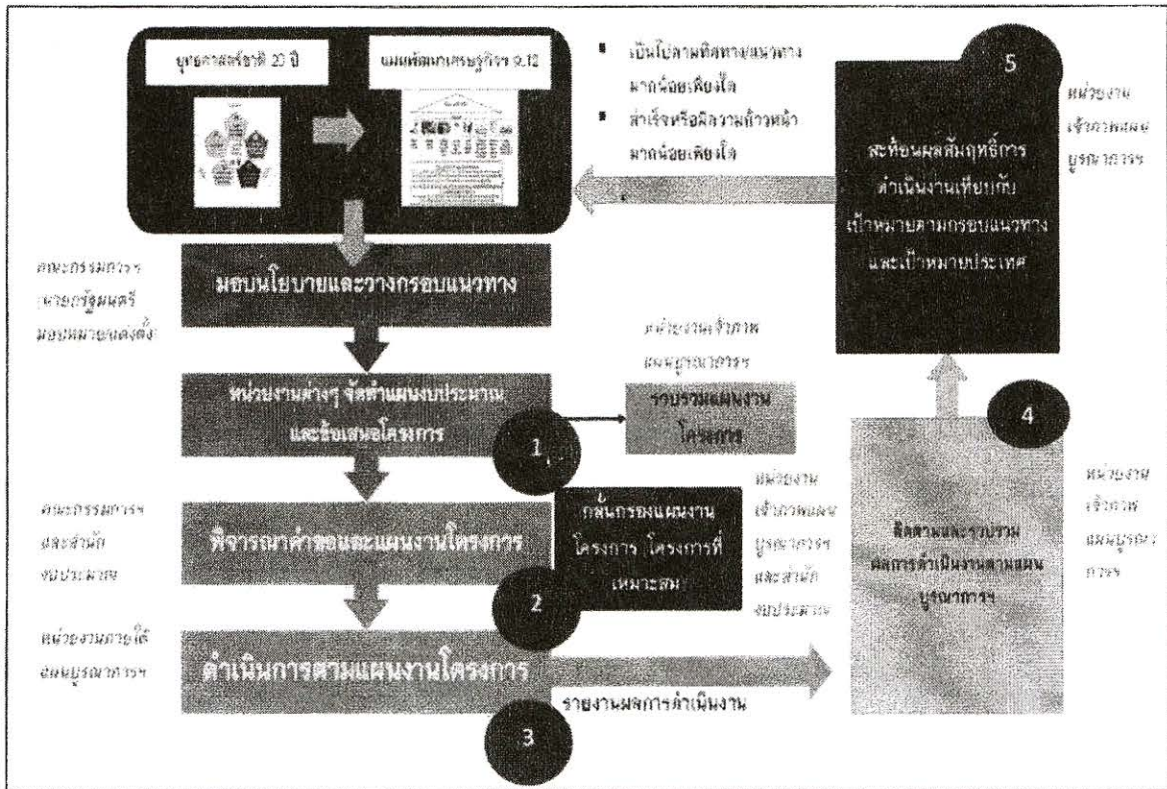 ยุทธศาสตร์ชาติ 20 ปี
แผนพัฒนาเศรษฐกิจฯ ฉ.12
▪ เป็นไปตามทิศทาง/แนวทาง
มากน้อยเพียงใด
▪ สำเร็จหรือมีความก้าวหน้า
มากน้อยเพียงใด
5
หน่วยงาน
เจ้าภาพแผน
บูรณาการฯ
สะท้อนผลสัมฤทธิ์การ
ดำเนินงานเทียบกับ
เป้าหมายตามกรอบแนวทาง
และเป้าหมายประเทศ
คณะกรรมการฯ
นายกรัฐมนตรี
มอบหมาย/แต่งตั้ง
มอบนโยบายและวางกรอบแนวทาง
หน่วยงานต่างๆ จัดทำแผนงบประมาณ
และข้อเสนอโครงการ
1
หน่วยงานเจ้าภาพ
แผนบูรณาการฯ
รวบรวมแผนงาน
โครงการ
คณะกรรมการฯ
และสำนัก
งบประมาณ
พิจารณาคำขอและแผนงานโครงการ
2
กลั่นกรองแผนงาน
โครงการ โครงการที่
เหมาะสม
หน่วยงาน
เจ้าภาพแผน
บูรณาการฯ
และสำนัก
งบประมาณ
หน่วยงานภายใต้
แผนบูรณาการฯ
ดำเนินการตามแผนงานโครงการ
3
รายงานผลการดำเนินงาน
4
ติดตามและรวบรวม
ผลการดำเนินงานตามแผน
บูรณาการฯ
หน่วยงาน
เจ้าภาพ
แผนบูรณา
การฯ